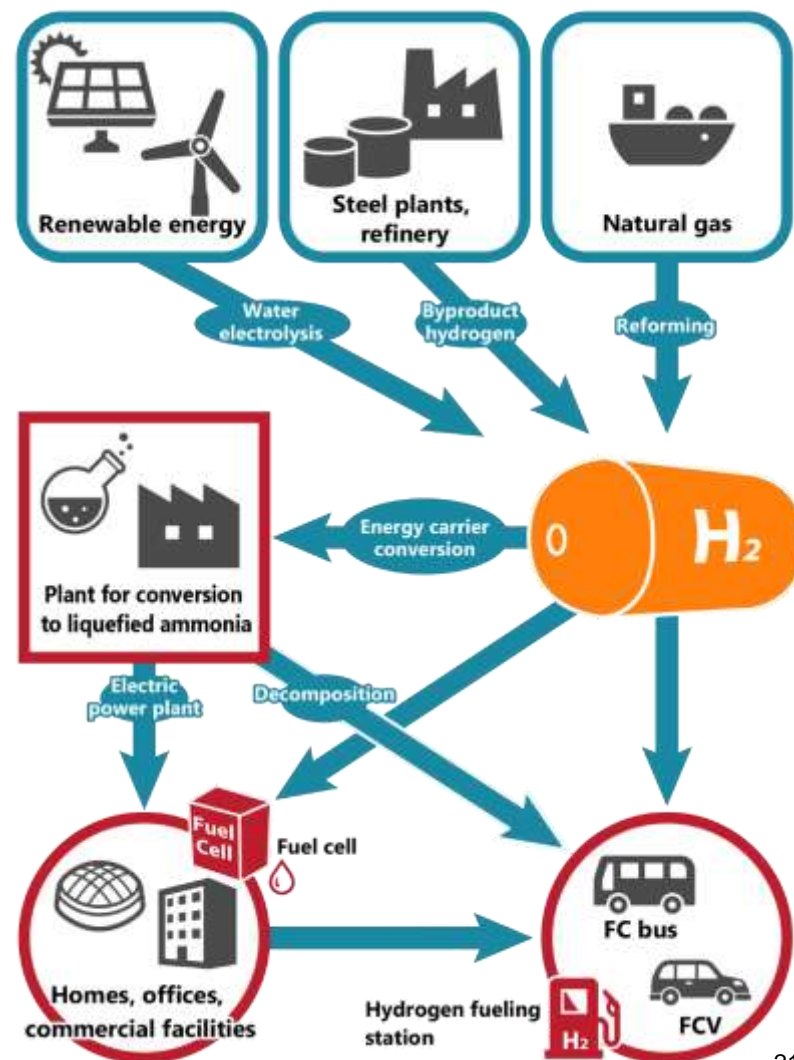 Renewable energy
Steel plants,
refinery
Natural gas
Water
electrolysis
Byproduct
hydrogen
Reforming
Energy carrier
conversion
H2
Plant for conversion
to liquefied ammonia
Electric
power plant
Decomposition
Fuel
Cell
Fuel cell
Homes, offices,
commercial facilities
FC bus
FCV
Hydrogen fueling
station
H2